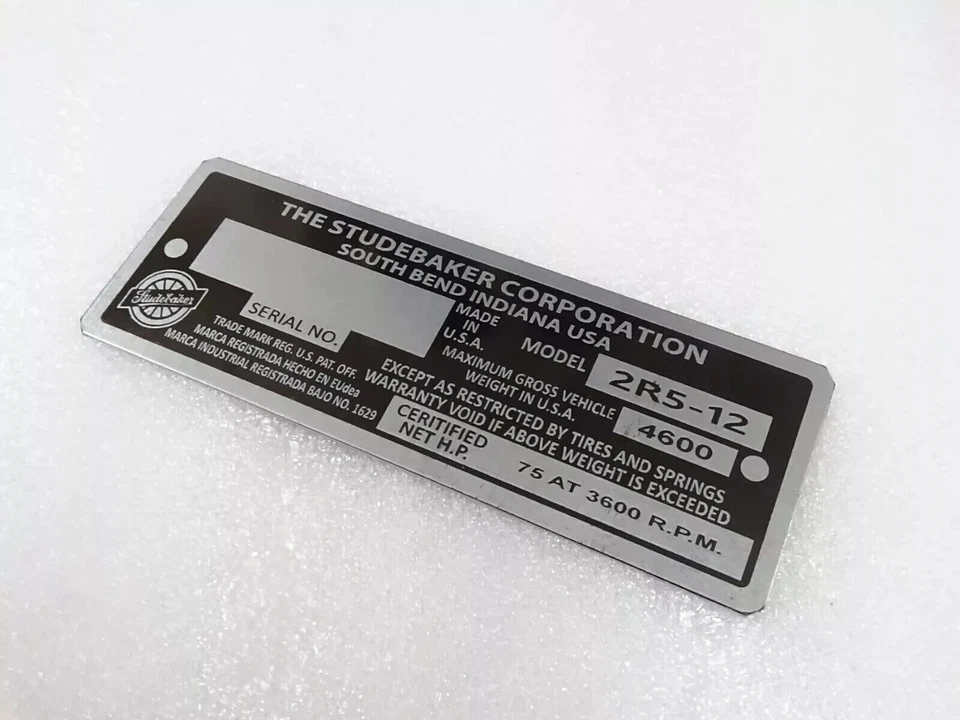 THE STUDEBAKER CORPORATION
SOUTH BEND INDIANA USA
Studebaker
SERIAL NO.
MADE
IN
U.S.A.
MODEL 2R5-12
TRADE MARK REG. U.S. PAT. OFF.
MARCA REGISTRADA HECHO EN EUdea
MARCA INDUSTRIAL REGISTRADA BAJO NO. 1629
MAXIMUM GROSS VEHICLE
WEIGHT IN U.S.A. 4600
EXCEPT AS RESTRICTED BY TIRES AND SPRINGS
WARRANTY VOID IF ABOVE WEIGHT IS EXCEEDED
CERITIFIED
NET H.P.
75 AT 3600 R.P.M.